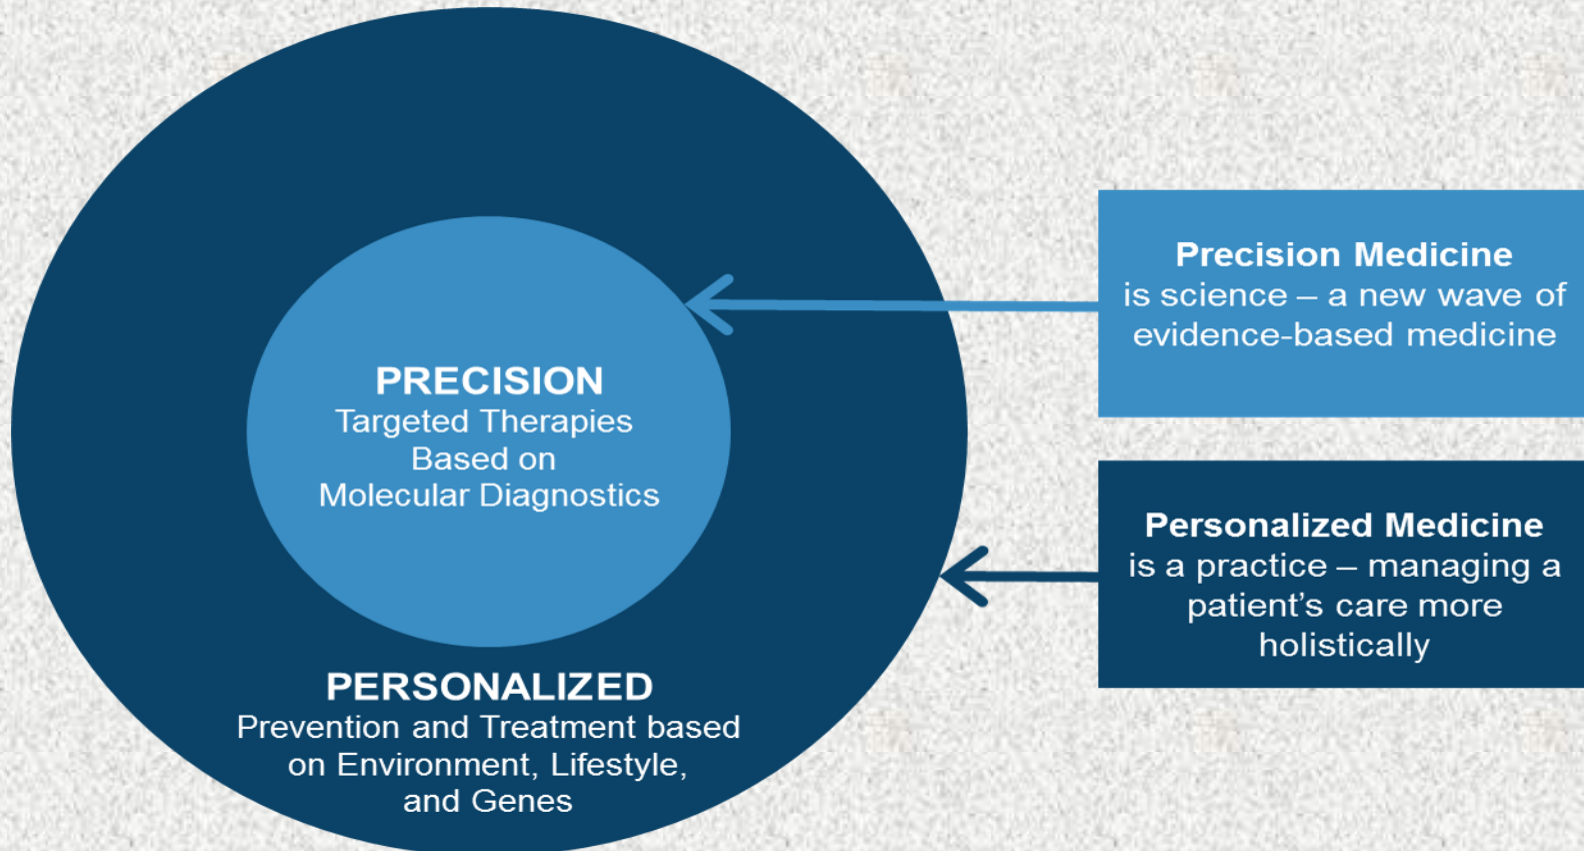 PRECISION
Targeted Therapies
Based on
Molecular Diagnostics
PERSONALIZED
Prevention and Treatment based
on Environment, Lifestyle,
and Genes
Precision Medicine
is science – a new wave of
evidence-based medicine
Personalized Medicine
is a practice – managing a
patient’s care more
holistically